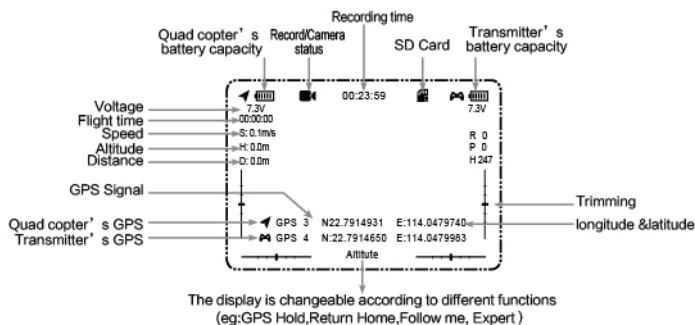 Recording time
Quad copter's battery capacity
Record/Camera status
SD Card
Transmitter's battery capacity
00:23:59
Voltage
7.3V
7.3V
Flight time
00:00:00
Speed
S: 0.1m/s
R 0
Altitude
H: 0.0m
P 0
Distance
D: 0.0m
H 247
GPS Signal
Trimming
Quad copter's GPS
GPS 3 N22.7914931 E:114.0479740
longitude &latitude
Transmitter's GPS
GPS 4 N:22.7914650 E:114.0479983
Altitute
The display is changeable according to different functions
(eg:GPS Hold,Return Home,Follow me, Expert )